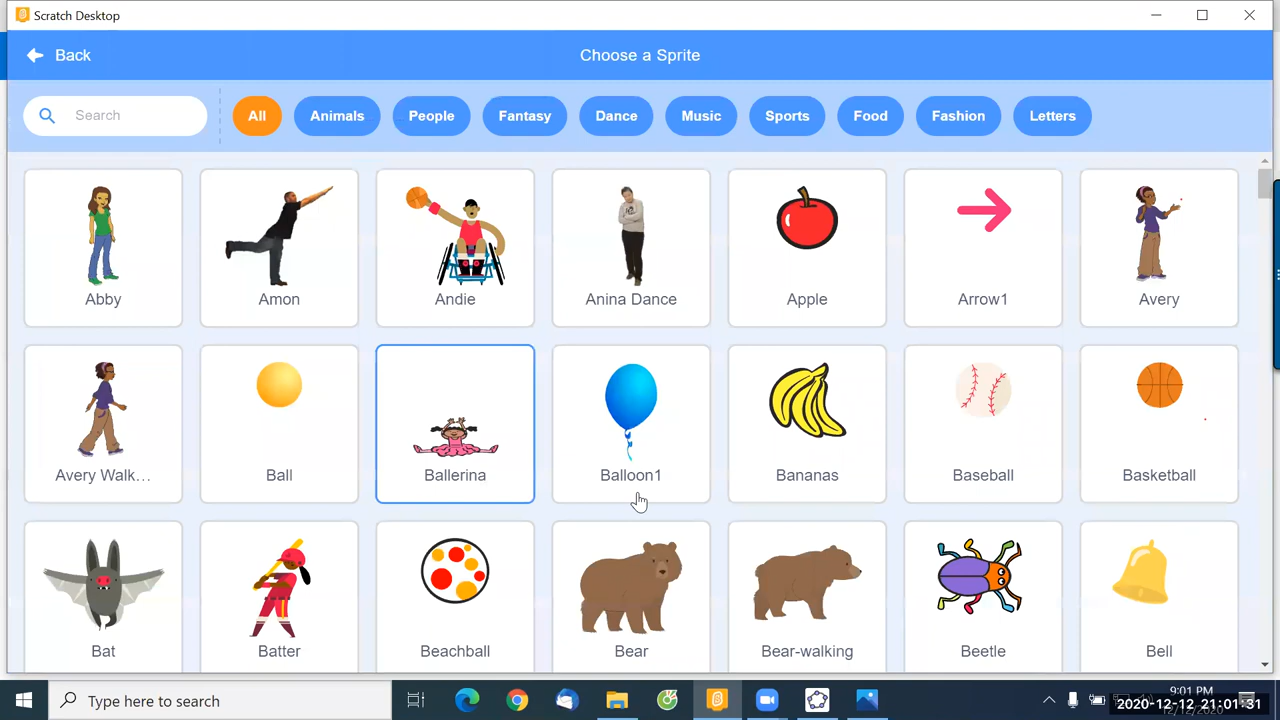 Scratch Desktop
Back
Choose a Sprite
Search
All
Animals
People
Fantasy
Dance
Music
Sports
Food
Fashion
Letters
Abby
Amon
Andie
Anina Dance
Apple
Arrow1
Avery
Avery Walk...
Ball
Ballerina
Balloon1
Bananas
Baseball
Basketball
Bat
Batter
Beachball
Bear
Bear-walking
Beetle
Bell
Type here to search
9:01 PM
2020-12-12 21:01:31